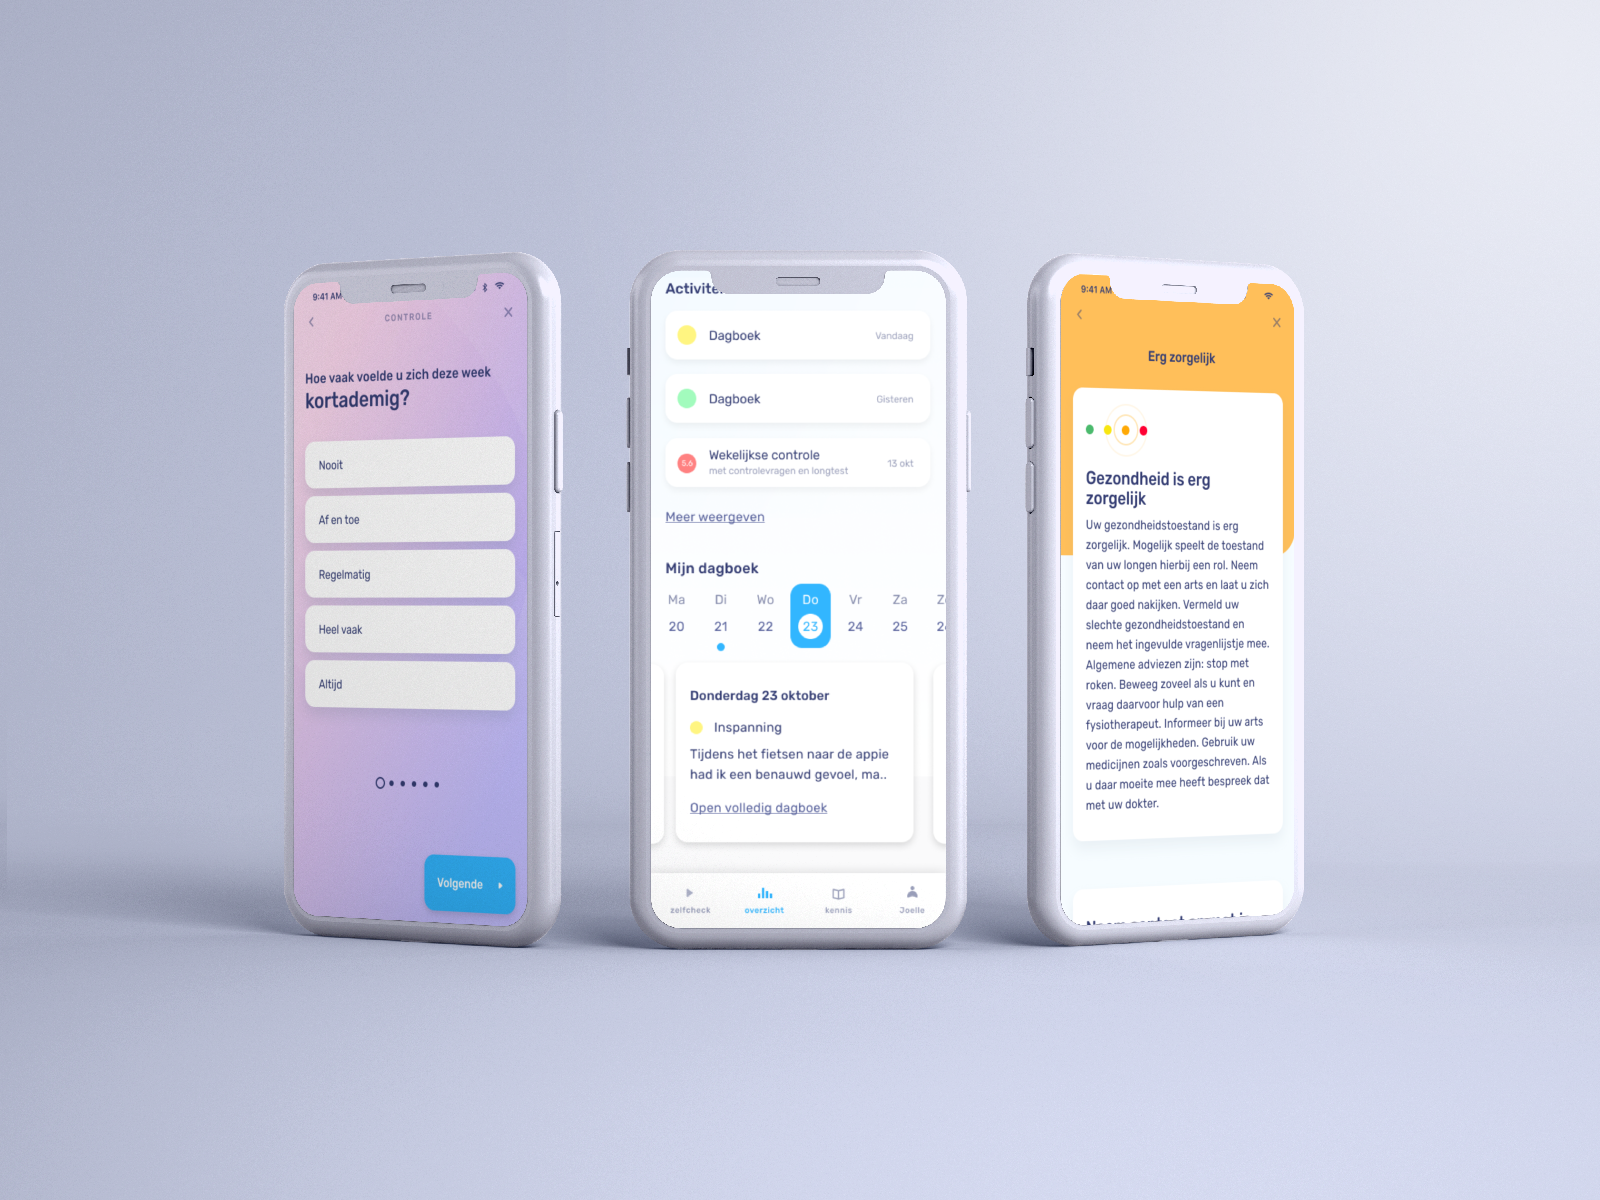 9:41 AM
CONTROLE
Hoe vaak voelde u zich deze week
kortademig?
Nooit
Af en toe
Regelmatig
Heel vaak
Altijd
Volgende
Dagboek
Vandaag
Dagboek
Gisteren
5.6
Wekelijkse controle
met controlevragen en longtest
13 okt
Meer weergeven
Mijn dagboek
Ma Di Wo Do Vr Za
20 21 22 23 24 25
Donderdag 23 oktober
Inspanning
Tijdens het fietsen naar de appie
had ik een benauwd gevoel, ma..
Open volledig dagboek
zelfcheck overzicht kennis Joelle
9:41 AM
Erg zorgelijk
Gezondheid is erg
zorgelijk
Uw gezondheidstoestand is erg
zorgelijk. Mogelijk speelt de toestand
van uw longen hierbij een rol. Neem
contact op met een arts en laat u zich
daar goed nakijken. Vermeld uw
slechte gezondheidstoestand en
neem het ingevulde vragenlijstje mee.
Algemene adviezen zijn: stop met
roken. Beweeg zoveel als u kunt en
vraag daarvoor hulp van een
fysiotherapeut. Informeer bij uw arts
voor de mogelijkheden. Gebruik uw
medicijnen zoals voorgeschreven. Als
u daar moeite mee heeft bespreek dat
met uw dokter.